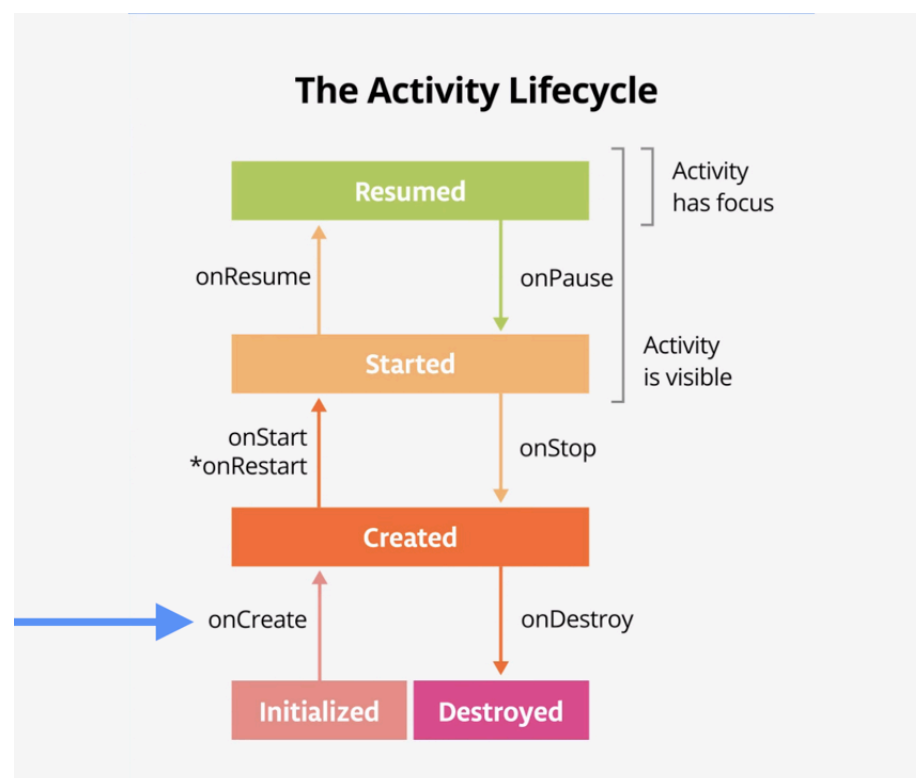 The Activity Lifecycle
Resumed
Activity
has focus
onResume
onPause
Started
Activity
is visible
onStart
*onRestart
onStop
Created
onCreate
onDestroy
Initialized
Destroyed